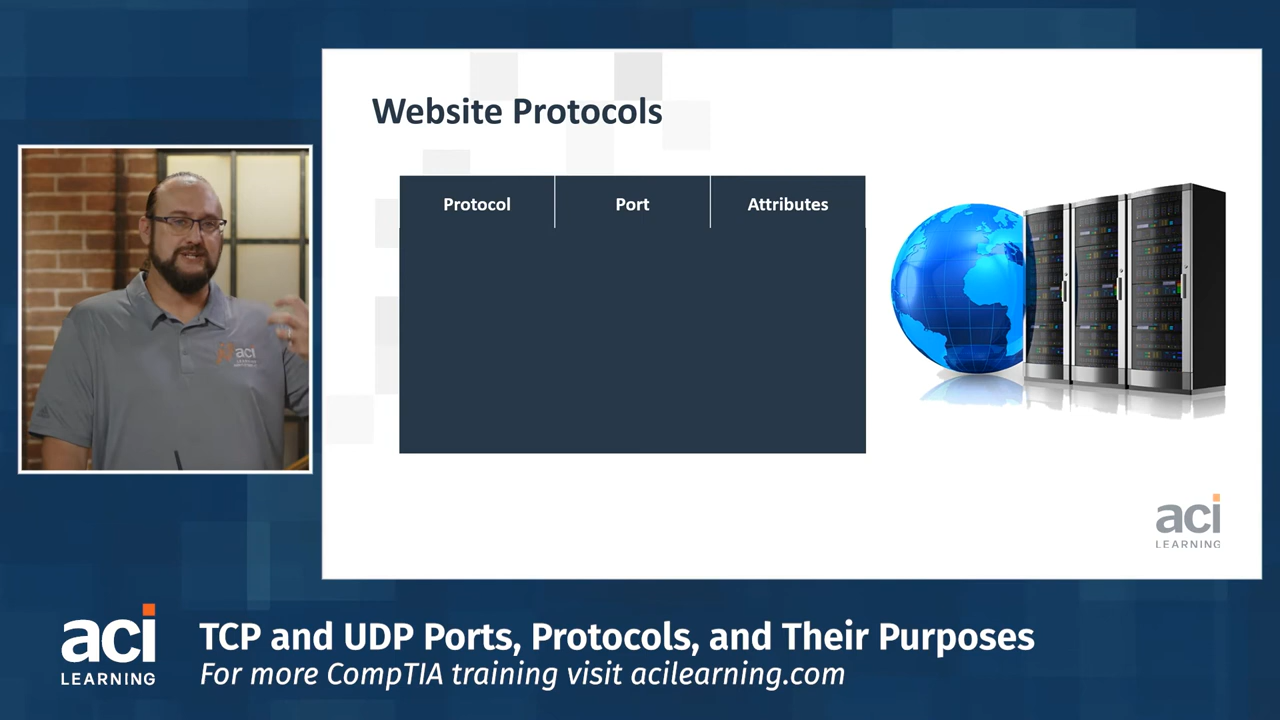 Website Protocols
Protocol Port Attributes
aci
aci
LEARNING
aci
LEARNING
TCP and UDP Ports, Protocols, and Their Purposes
For more CompTIA training visit acilearning.com